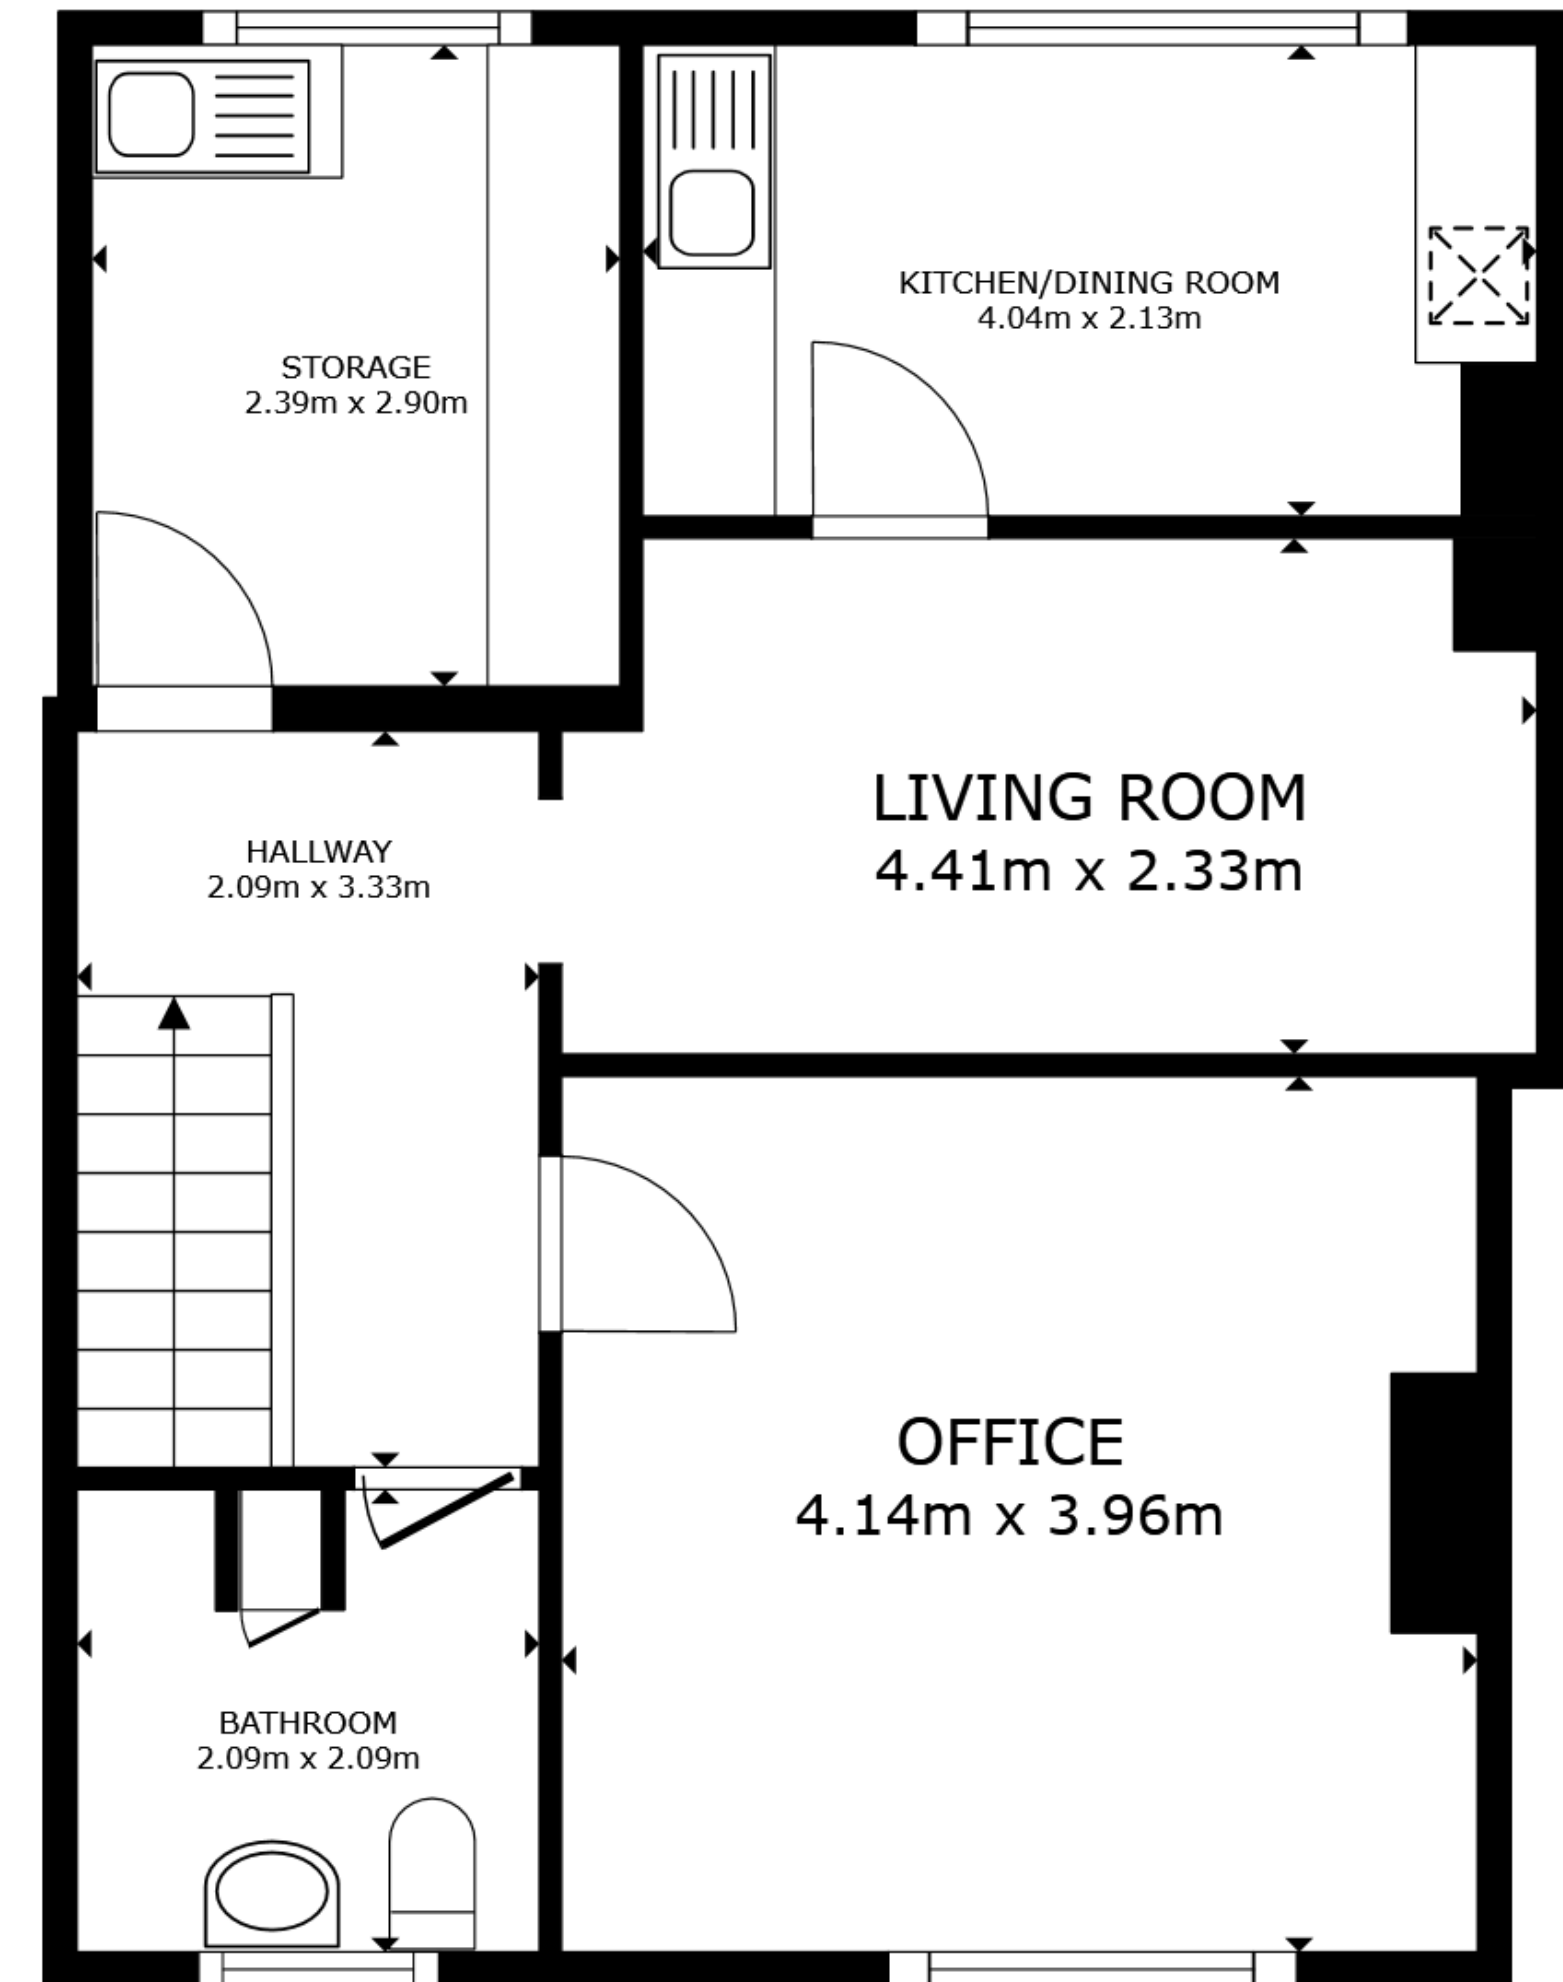 STORAGE
2.39m x 2.90m
KITCHEN/DINING ROOM
4.04m x 2.13m
LIVING ROOM
4.41m x 2.33m
HALLWAY
2.09m x 3.33m
OFFICE
4.14m x 3.96m
BATHROOM
2.09m x 2.09m